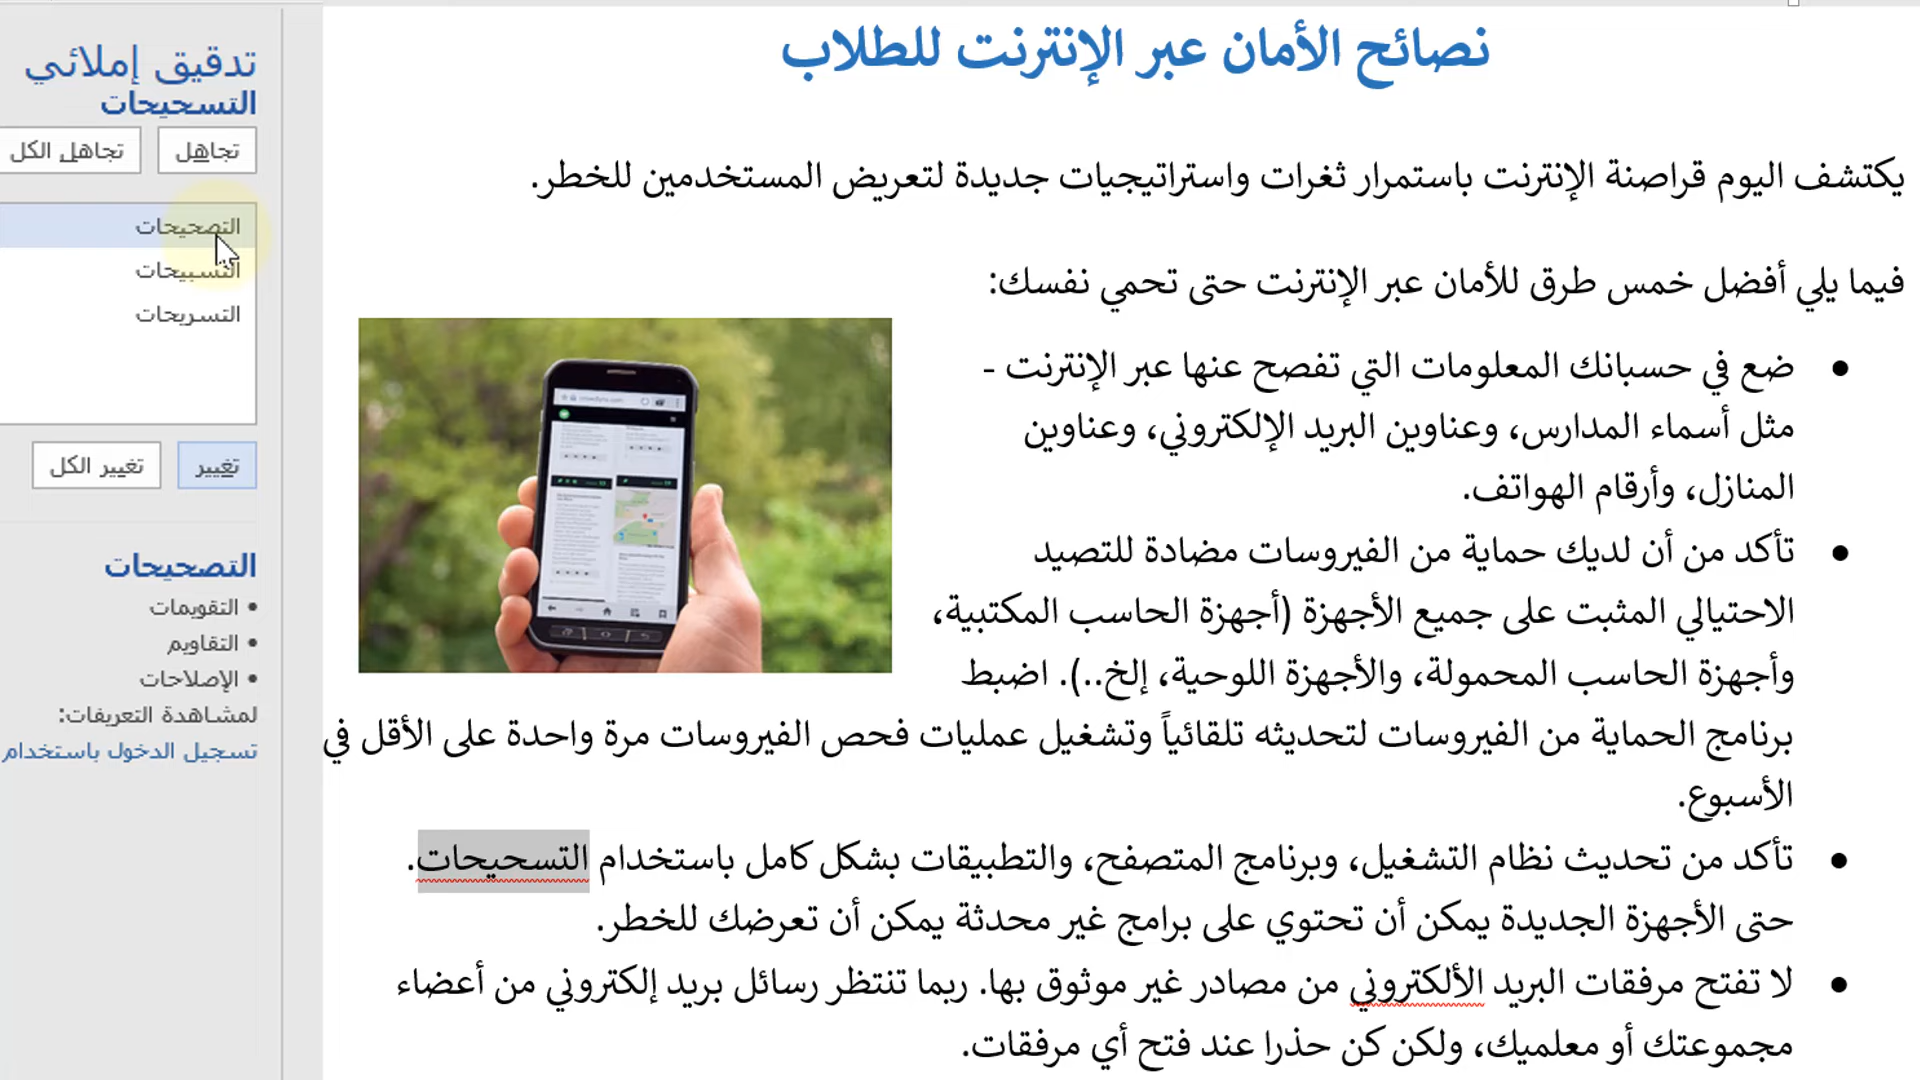 نصائح الأمان عبر الإنترنت للطلاب
يكتشف اليوم قراصنة الإنترنت باستمرار ثغرات واستراتيجيات جديدة لتعريض المستخدمين للخطر.
فيما يلي أفضل خمس طرق للأمان عبر الإنترنت حتى تحمي نفسك:
● ضع في حسبانك المعلومات التي تفصح عنها عبر الإنترنت -
مثل أسماء المدارس، وعناوين البريد الإلكتروني، وعناوين
المنازل، وأرقام الهواتف.
● تأكد من أن لديك حماية من الفيروسات مضادة للتصيد
الاحتيالي المثبت على جميع الأجهزة (أجهزة الحاسب المكتبية،
وأجهزة الحاسب المحمولة، والأجهزة اللوحية، إلخ..). اضبط
برنامج الحماية من الفيروسات لتحديثه تلقائياً وتشغيل عمليات فحص الفيروسات مرة واحدة على الأقل في
الأسبوع.
● تأكد من تحديث نظام التشغيل، وبرنامج المتصفح، والتطبيقات بشكل كامل باستخدام التسحيحات.
حتى الأجهزة الجديدة يمكن أن تحتوي على برامج غير محدثة يمكن أن تعرضك للخطر.
● لا تفتح مرفقات البريد الألكتروني من مصادر غير موثوق بها. ربما تنتظر رسائل بريد إلكتروني من أعضاء
مجموعتك أو معلميك، ولكن كن حذرا عند فتح أي مرفقات.
تدقيق إملائي
التسحيحات
تجاهل
تجاهل الكل
التصحيحات
التسبيحات
التسريحات
تغيير
تغيير الكل
التصحيحات
• التقويمات
• التقاويم
• الإصلاحات
لمشاهدة التعريفات:
تسجيل الدخول باستخدام